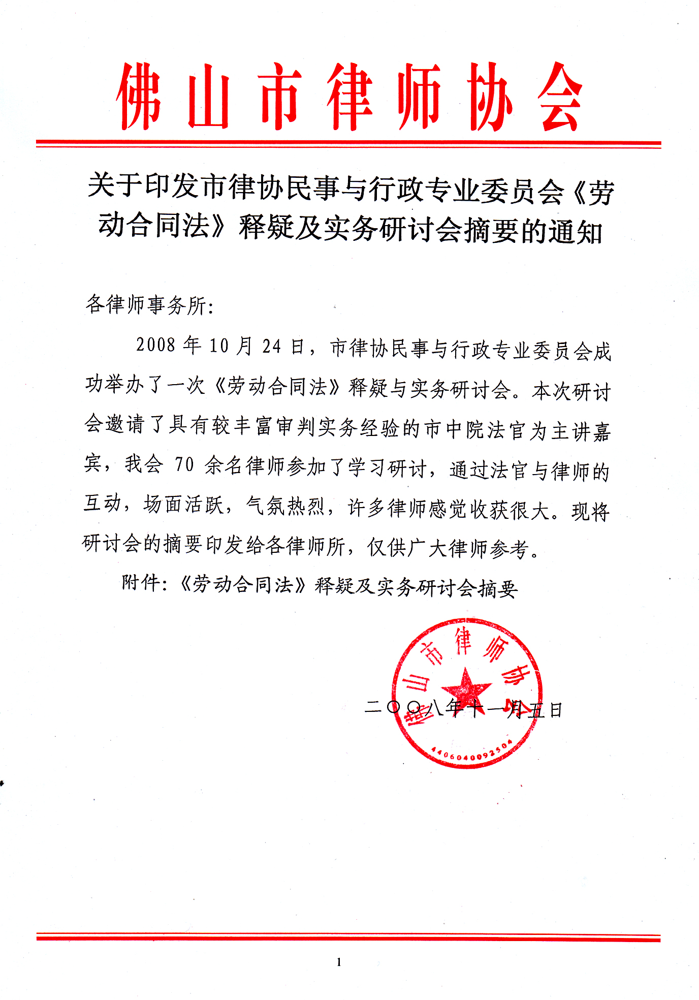 佛山市律师协会
关于印发市律协民事与行政专业委员会《劳
动合同法》释疑及实务研讨会摘要的通知
各律师事务所：
2008 年 10 月 24 日，市律协民事与行政专业委员会成
功举办了一次《劳动合同法》释疑与实务研讨会。本次研讨
会邀请了具有较丰富审判实务经验的市中院法官为主讲嘉
宾，我会 70 余名律师参加了学习研讨，通过法官与律师的
互动，场面活跃，气氛热烈，许多律师感觉收获很大。现将
研讨会的摘要印发给各律师所，仅供广大律师参考。
附件：《劳动合同法》释疑及实务研讨会摘要
佛山市律师协会
二○○八年十一月五日
4406040092504
1